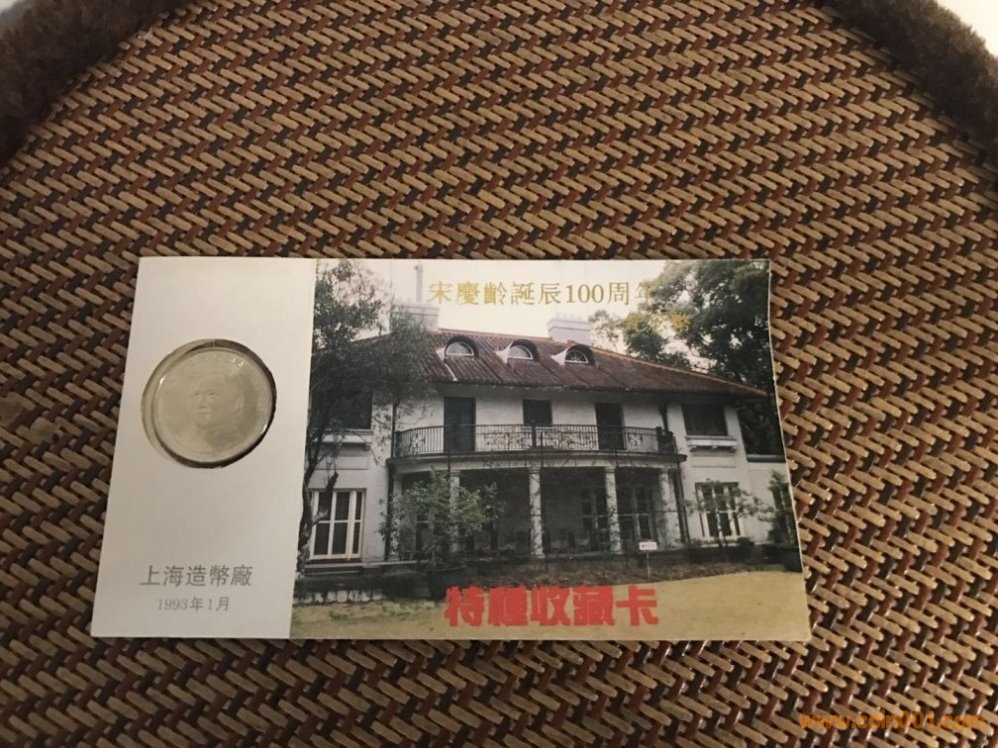 宋慶齡誕辰100周年
上海造幣廠
1993年1月
特種收藏卡
www.coin001.com